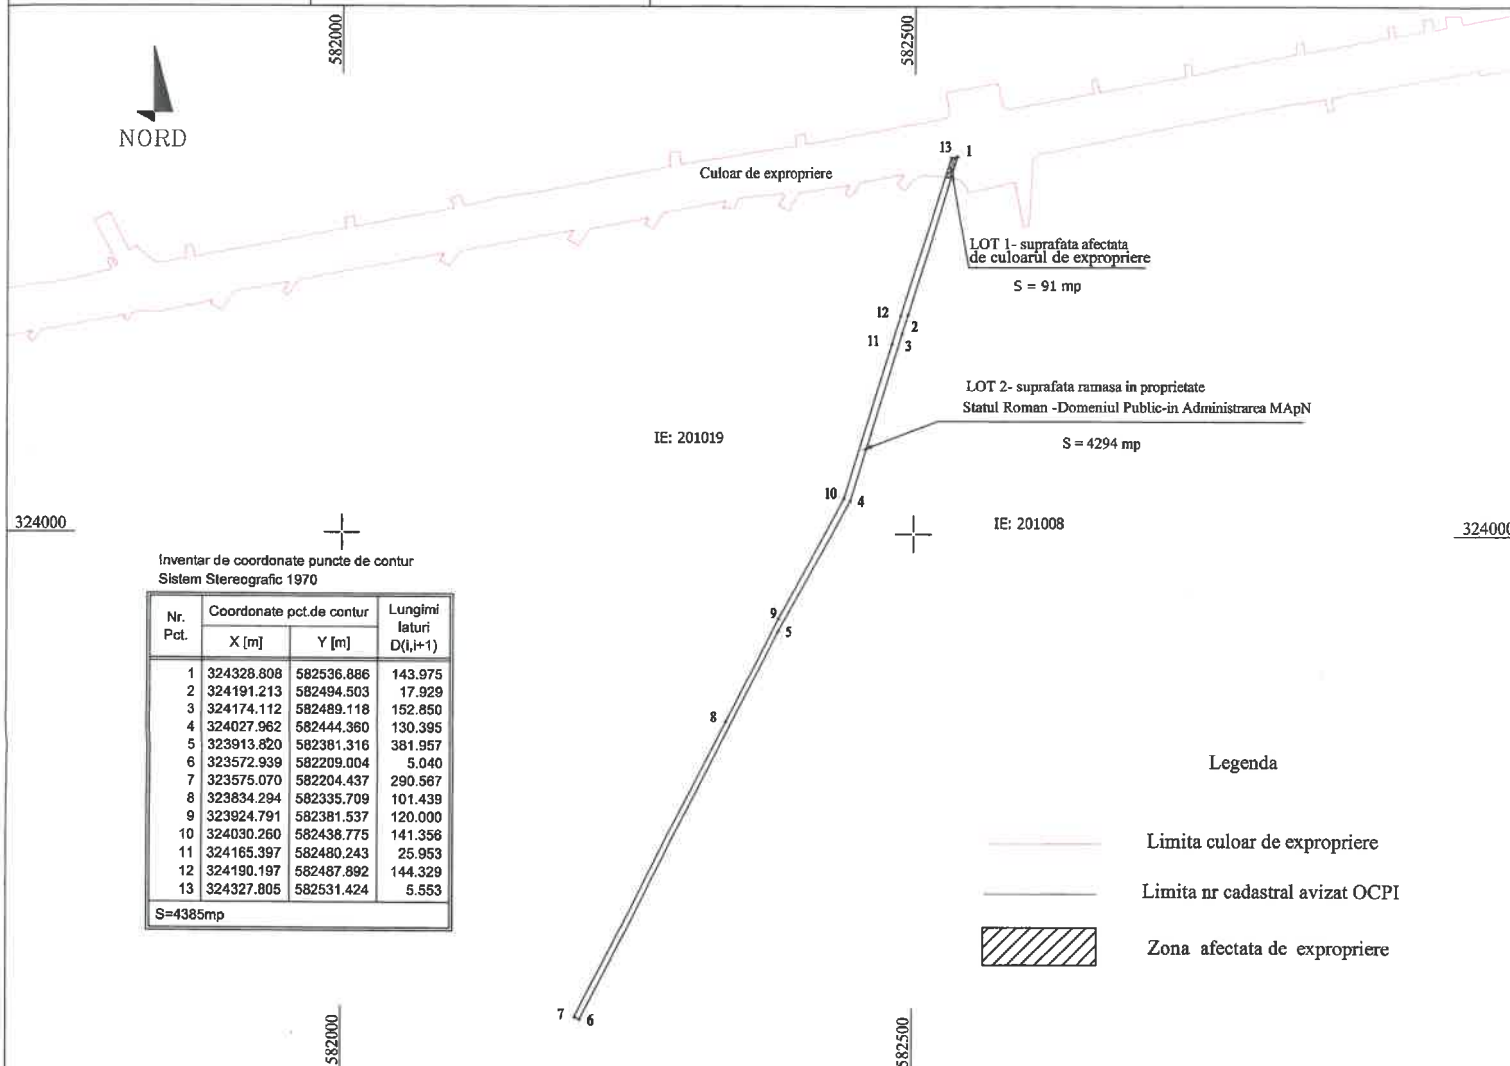 582000
582500
NORD
13 1
Culoar de expropriere
LOT 1- suprafata afectata
de culoarul de expropriere
S = 91 mp
12
2
11
3
LOT 2- suprafata ramasa in proprietate
Statul Roman -Domeniul Public-in Administrarea MApN
S = 4294 mp
IE: 201019
10
4
324000
IE: 201008
324000
Inventar de coordonate puncte de contur
Sistem Stereografic 1970
Nr. Pct. Coordonate pct.de contur Lungimi laturi D(i,i+1)
X [m] Y [m]
1 324328.808 582536.886 143.975
2 324191.213 582494.503 17.929
3 324174.112 582489.118 152.850
4 324027.962 582444.360 130.395
5 323913.820 582381.316 381.957
6 323572.939 582209.004 5.040
7 323575.070 582204.437 290.567
8 323834.294 582335.709 101.439
9 323924.791 582381.537 120.000
10 324030.260 582438.775 141.356
11 324165.397 582480.243 25.953
12 324190.197 582487.892 144.329
13 324327.805 582531.424 5.553
S=4385mp
9
5
8
7 6
Legenda
Limita culoar de expropriere
Limita nr cadastral avizat OCPI
Zona afectata de expropriere
582000
582500